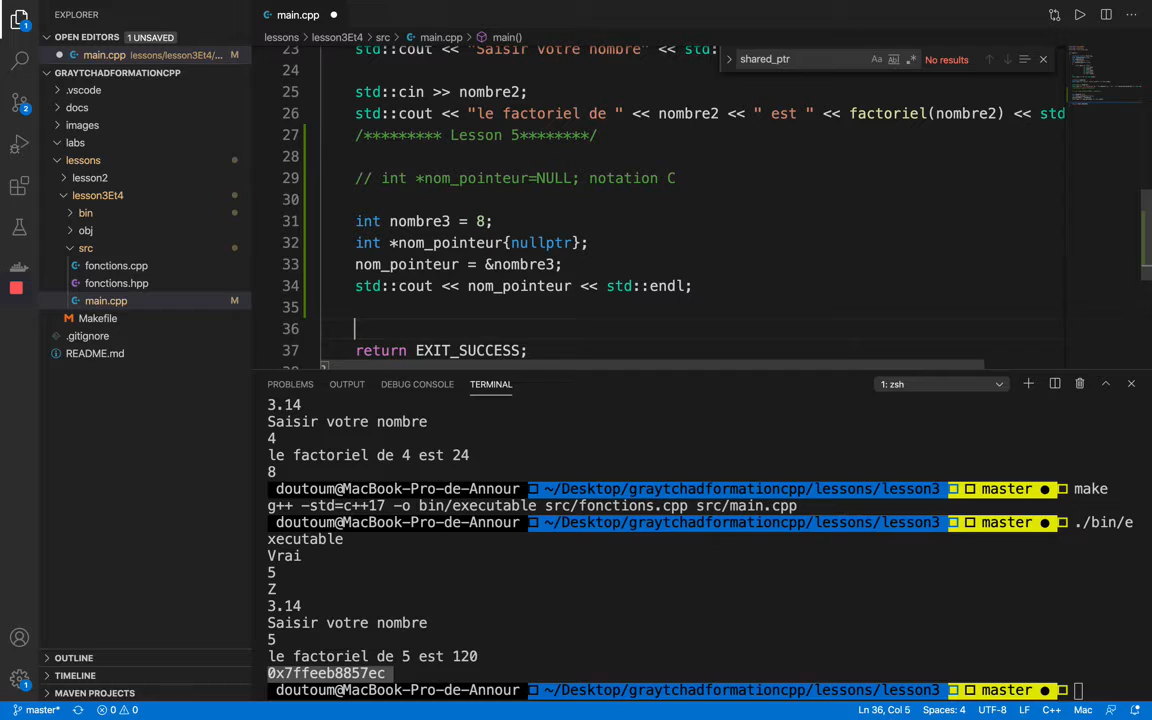 EXPLORER
OPEN EDITORS 1 UNSAVED
main.cpp lessons/lesson3Et4/... M
GRAYTCHADFORMATIONCPP
.vscode
docs
images
labs
lessons
lesson2
lesson3Et4
bin
obj
src
fonctions.cpp
fonctions.hpp
main.cpp M
Makefile
.gitignore
README.md
OUTLINE
TIMELINE
MAVEN PROJECTS
1
2
1
main.cpp
lessons > lesson3Et4 > src > main.cpp > main()
shared_ptr Aa Abl .* No results
23 std::cout << "Saisir votre nombre" << std:
24
25 std::cin >> nombre2;
26 std::cout << "le factoriel de " << nombre2 << " est " << factoriel(nombre2) << std
27 /********* Lesson 5********/
28
29 // int *nom_pointeur=NULL; notation C
30
31 int nombre3 = 8;
32 int *nom_pointeur{nullptr};
33 nom_pointeur = &nombre3;
34 std::cout << nom_pointeur << std::endl;
35
36
37 return EXIT_SUCCESS;
PROBLEMS OUTPUT DEBUG CONSOLE TERMINAL 1: zsh
3.14
Saisir votre nombre
4
le factoriel de 4 est 24
8
doutoum@MacBook-Pro-de-Annour ~/Desktop/graytchadformationcpp/lessons/lesson3 master ● make
g++ -std=c++17 -o bin/executable src/fonctions.cpp src/main.cpp
doutoum@MacBook-Pro-de-Annour ~/Desktop/graytchadformationcpp/lessons/lesson3 master ● ./bin/e
xecutable
Vrai
5
Z
3.14
Saisir votre nombre
5
le factoriel de 5 est 120
0x7ffeeb8857ec
doutoum@MacBook-Pro-de-Annour ~/Desktop/graytchadformationcpp/lessons/lesson3 master ●
master* 0 0 Ln 36, Col 5 Spaces: 4 UTF-8 LF C++ Mac